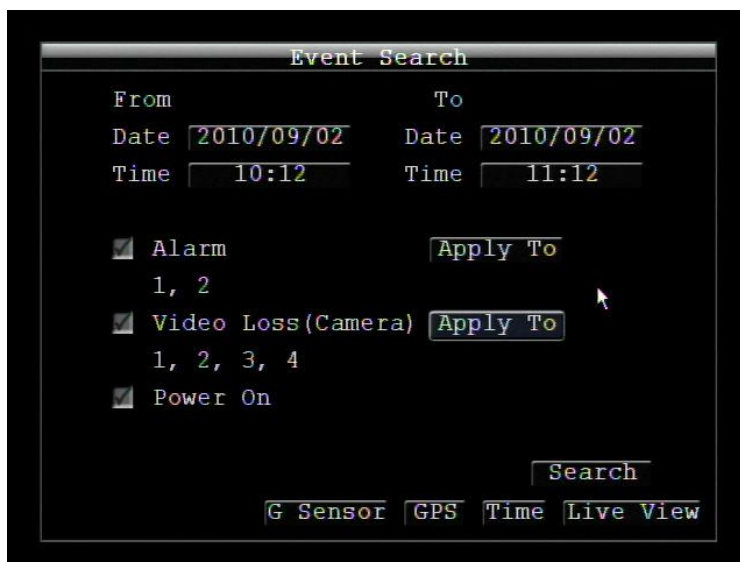 Event Search
From To
Date 2010/09/02 Date 2010/09/02
Time 10:12 Time 11:12
Alarm Apply To
1, 2
Video Loss(Camera) Apply To
1, 2, 3, 4
Power On
Search
G Sensor GPS Time Live View